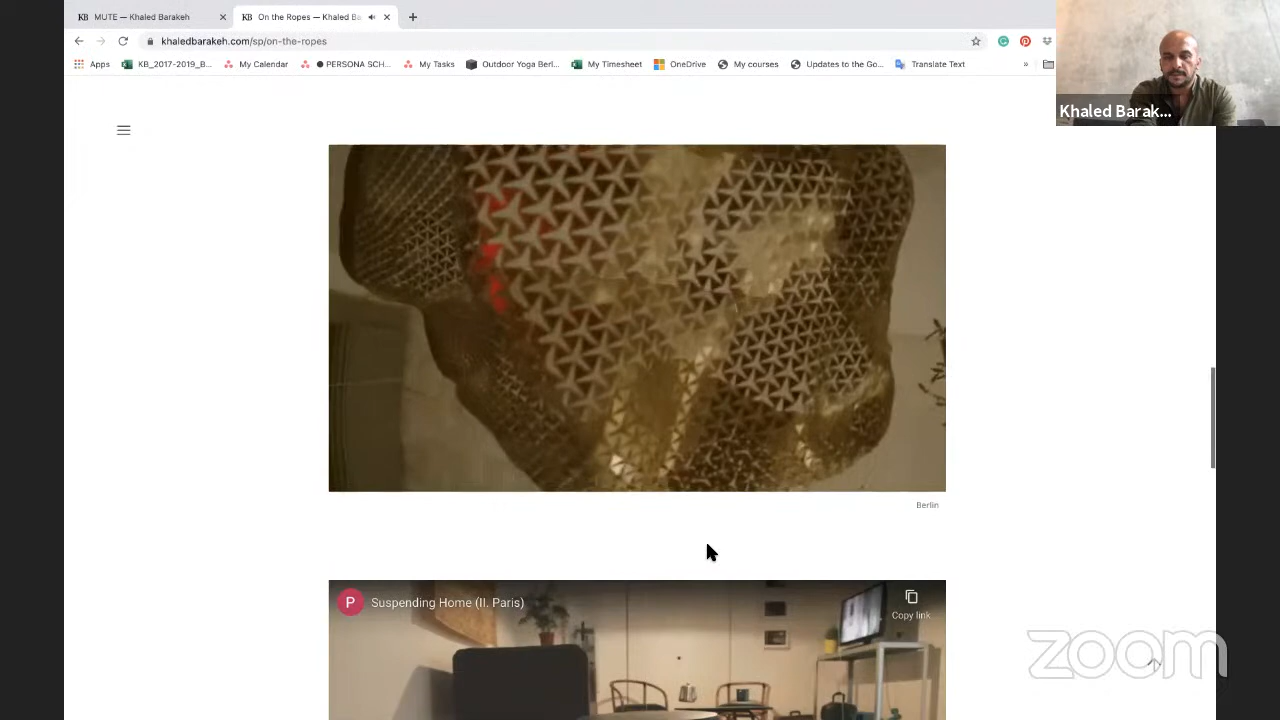 KB MUTE — Khaled Barakeh
KB On the Ropes — Khaled Ba
khaledbarakeh.com/sp/on-the-ropes
Apps KB_2017-2019_B... My Calendar PERSONA SCH... My Tasks Outdoor Yoga Berl... My Timesheet OneDrive My courses Updates to the Go... Translate Text »
Khaled Barak...
Berlin
P Suspending Home (II. Paris)
Copy link
zoom